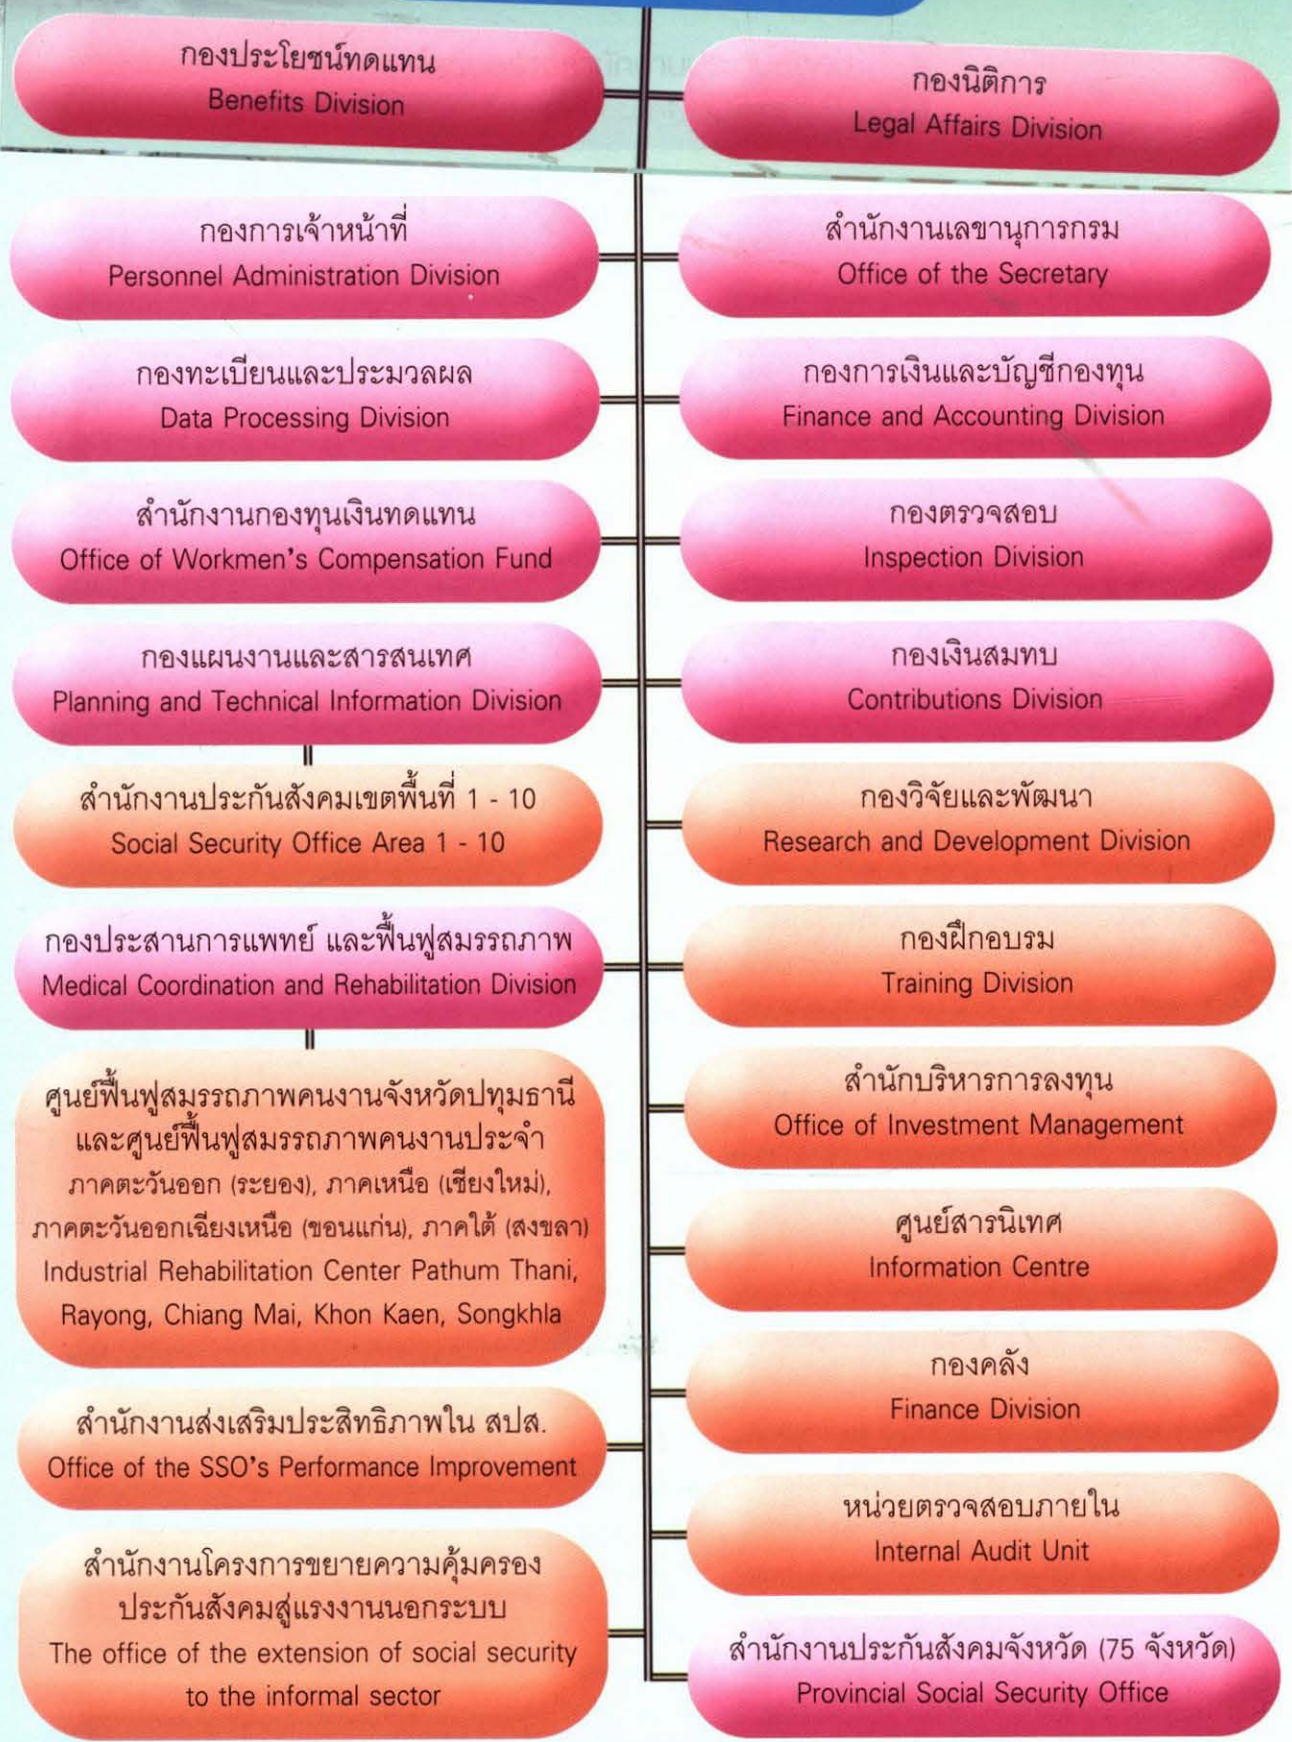 กองประโยชน์ทดแทน
Benefits Division
กองนิติการ
Legal Affairs Division
กองการเจ้าหน้าที่
Personnel Administration Division
สำนักงานเลขานุการกรม
Office of the Secretary
กองทะเบียนและประมวลผล
Data Processing Division
กองการเงินและบัญชีกองทุน
Finance and Accounting Division
สำนักงานกองทุนเงินทดแทน
Office of Workmen's Compensation Fund
กองตรวจสอบ
Inspection Division
กองแผนงานและสารสนเทศ
Planning and Technical Information Division
กองเงินสมทบ
Contributions Division
สำนักงานประกันสังคมเขตพื้นที่ 1 - 10
Social Security Office Area 1 - 10
กองวิจัยและพัฒนา
Research and Development Division
กองประสานการแพทย์ และฟื้นฟูสมรรถภาพ
Medical Coordination and Rehabilitation Division
กองฝึกอบรม
Training Division
ศูนย์ฟื้นฟูสมรรถภาพคนงานจังหวัดปทุมธานี
และศูนย์ฟื้นฟูสมรรถภาพคนงานประจำ
ภาคตะวันออก (ระยอง), ภาคเหนือ (เชียงใหม่),
ภาคตะวันออกเฉียงเหนือ (ขอนแก่น), ภาคใต้ (สงขลา)
Industrial Rehabilitation Center Pathum Thani,
Rayong, Chiang Mai, Khon Kaen, Songkhla
สำนักบริหารการลงทุน
Office of Investment Management
ศูนย์สารนิเทศ
Information Centre
กองคลัง
Finance Division
สำนักงานส่งเสริมประสิทธิภาพใน สปส.
Office of the SSO's Performance Improvement
หน่วยตรวจสอบภายใน
Internal Audit Unit
สำนักงานโครงการขยายความคุ้มครอง
ประกันสังคมสู่แรงงานนอกระบบ
The office of the extension of social security
to the informal sector
สำนักงานประกันสังคมจังหวัด (75 จังหวัด)
Provincial Social Security Office